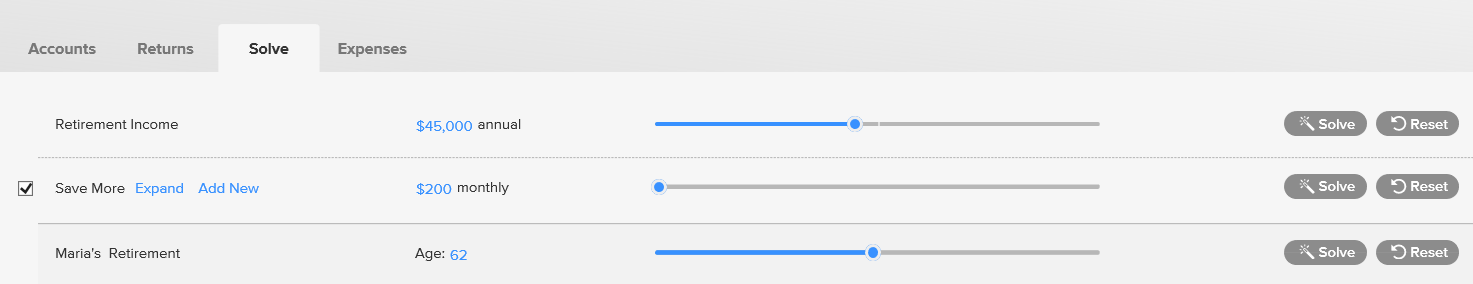 Accounts Returns Solve Expenses
Retirement Income $45,000 annual Solve Reset
Save More Expand Add New $200 monthly Solve Reset
Maria's Retirement Age: 62 Solve Reset